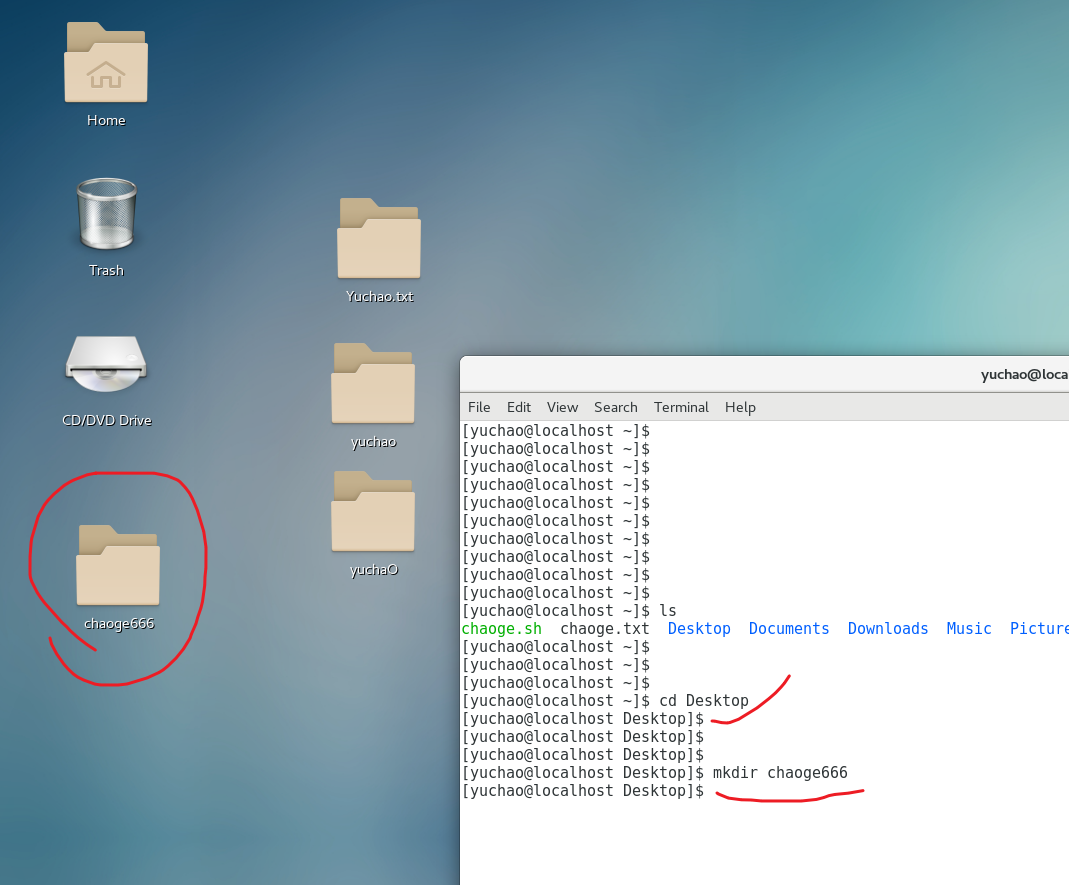 Home
Trash
CD/DVD Drive
chaoge666
Yuchao.txt
yuchao
yuchaO
yuchao@loca
File Edit View Search Terminal Help
[yuchao@localhost ~]$
[yuchao@localhost ~]$
[yuchao@localhost ~]$
[yuchao@localhost ~]$
[yuchao@localhost ~]$
[yuchao@localhost ~]$
[yuchao@localhost ~]$
[yuchao@localhost ~]$
[yuchao@localhost ~]$
[yuchao@localhost ~]$
[yuchao@localhost ~]$ ls
chaoge.sh chaoge.txt Desktop Documents Downloads Music Picture
[yuchao@localhost ~]$
[yuchao@localhost ~]$
[yuchao@localhost ~]$
[yuchao@localhost ~]$ cd Desktop
[yuchao@localhost Desktop]$
[yuchao@localhost Desktop]$
[yuchao@localhost Desktop]$
[yuchao@localhost Desktop]$ mkdir chaoge666
[yuchao@localhost Desktop]$